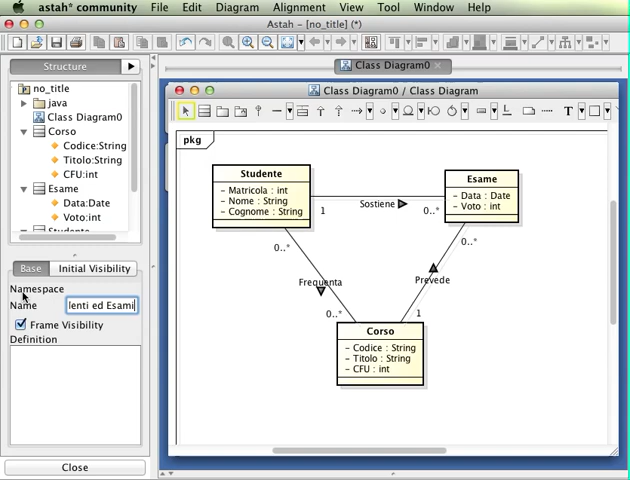 astah* community File Edit Diagram Alignment View Tool Window Help
Astah - [no_title] (*)
Structure
Class Diagram0
no_title
java
Class Diagram0
Corso
Codice:String
Titolo:String
CFU:int
Esame
Data:Date
Voto:int
Base
Initial Visibility
Namespace
Name
lenti ed Esami
Frame Visibility
Definition
Close
Class Diagram0 / Class Diagram
T
pkg
Studente
- Matricola : int
- Nome : String
- Cognome : String
Esame
- Data : Date
- Voto : int
1
Sostiene
0..*
0..*
0..*
Frequenta
Prevede
0..*
1
Corso
- Codice : String
- Titolo : String
- CFU : int